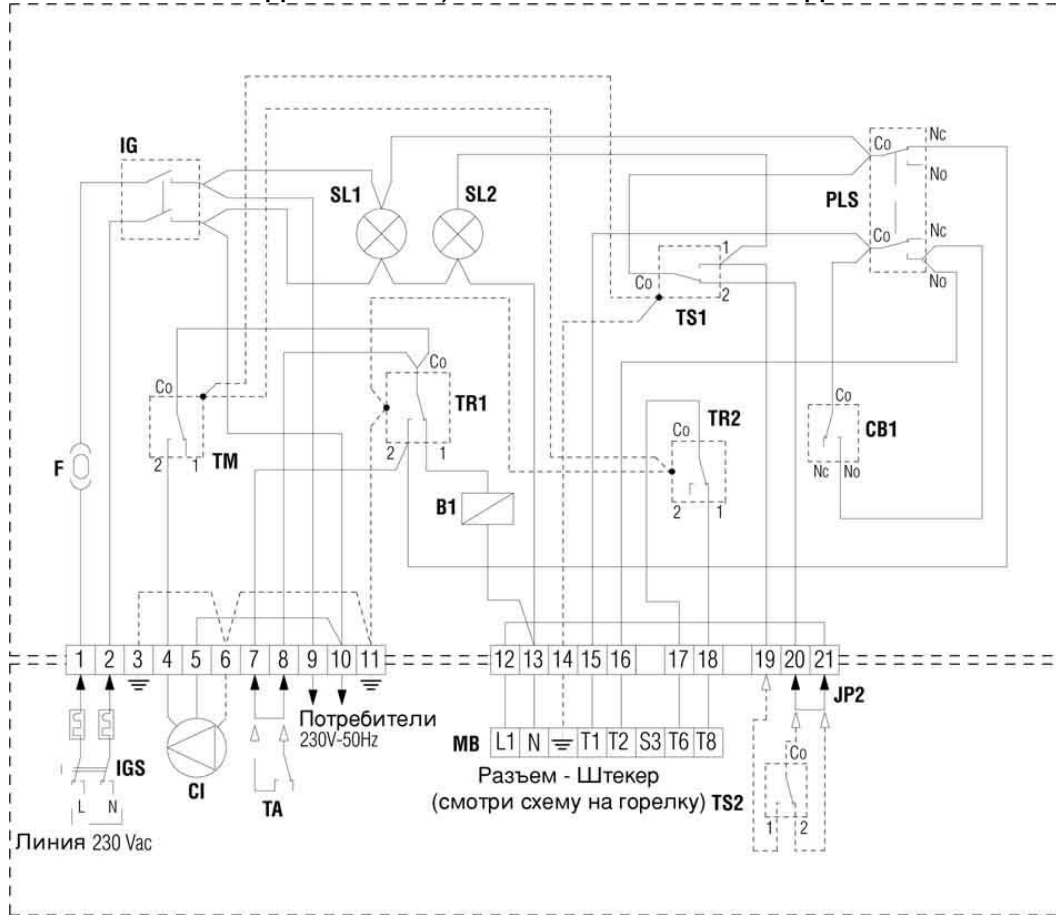 IG
SL1
SL2
Co
Nc
No
PLS
Co
Nc
No
1
Co
2
TS1
Co
TR1
2
1
Co
2
1
TM
F
B1
Co
TR2
2
1
Co
CB1
Nc
No
1 2 3 4 5 6 7 8 9 10 11
12 13 14 15 16 17 18 19 20 21
JP2
Потребители
230V-50Hz
MB L1 N T1 T2 S3 T6 T8
Разъем - Штекер
(смотри схему на горелку) TS2
Co
1
2
I
IGS
CI
TA
L
N
Линия 230 Vac